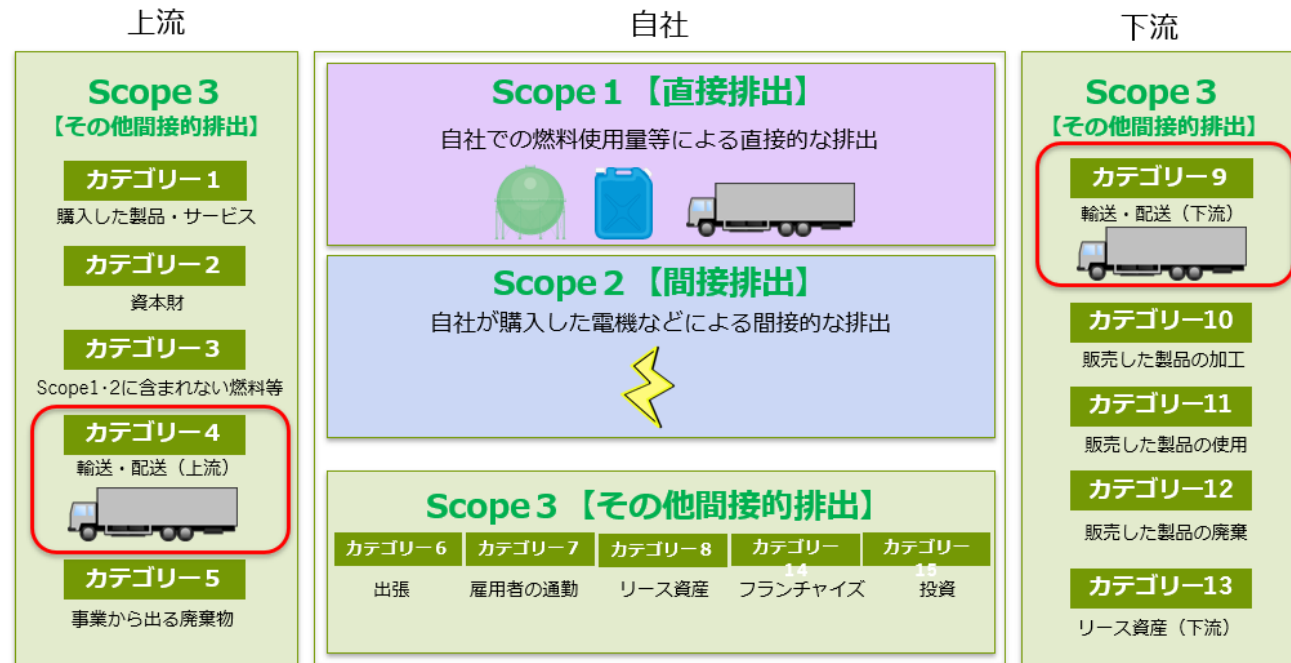 上流
Scope3
【その他間接的排出】
カテゴリー1
購入した製品・サービス
カテゴリー2
資本財
カテゴリー3
Scope1・2に含まれない燃料等
カテゴリー4
輸送・配送（上流）
カテゴリー5
事業から出る廃棄物
自社
Scope1【直接排出】
自社での燃料使用量等による直接的な排出
Scope2【間接排出】
自社が購入した電機などによる間接的な排出
Scope3【その他間接的排出】
カテゴリー6
出張
カテゴリー7
雇用者の通勤
カテゴリー8
リース資産
カテゴリー
14
フランチャイズ
カテゴリー
15
投資
下流
Scope3
【その他間接的排出】
カテゴリー9
輸送・配送（下流）
カテゴリー10
販売した製品の加工
カテゴリー11
販売した製品の使用
カテゴリー12
販売した製品の廃棄
カテゴリー13
リース資産（下流）